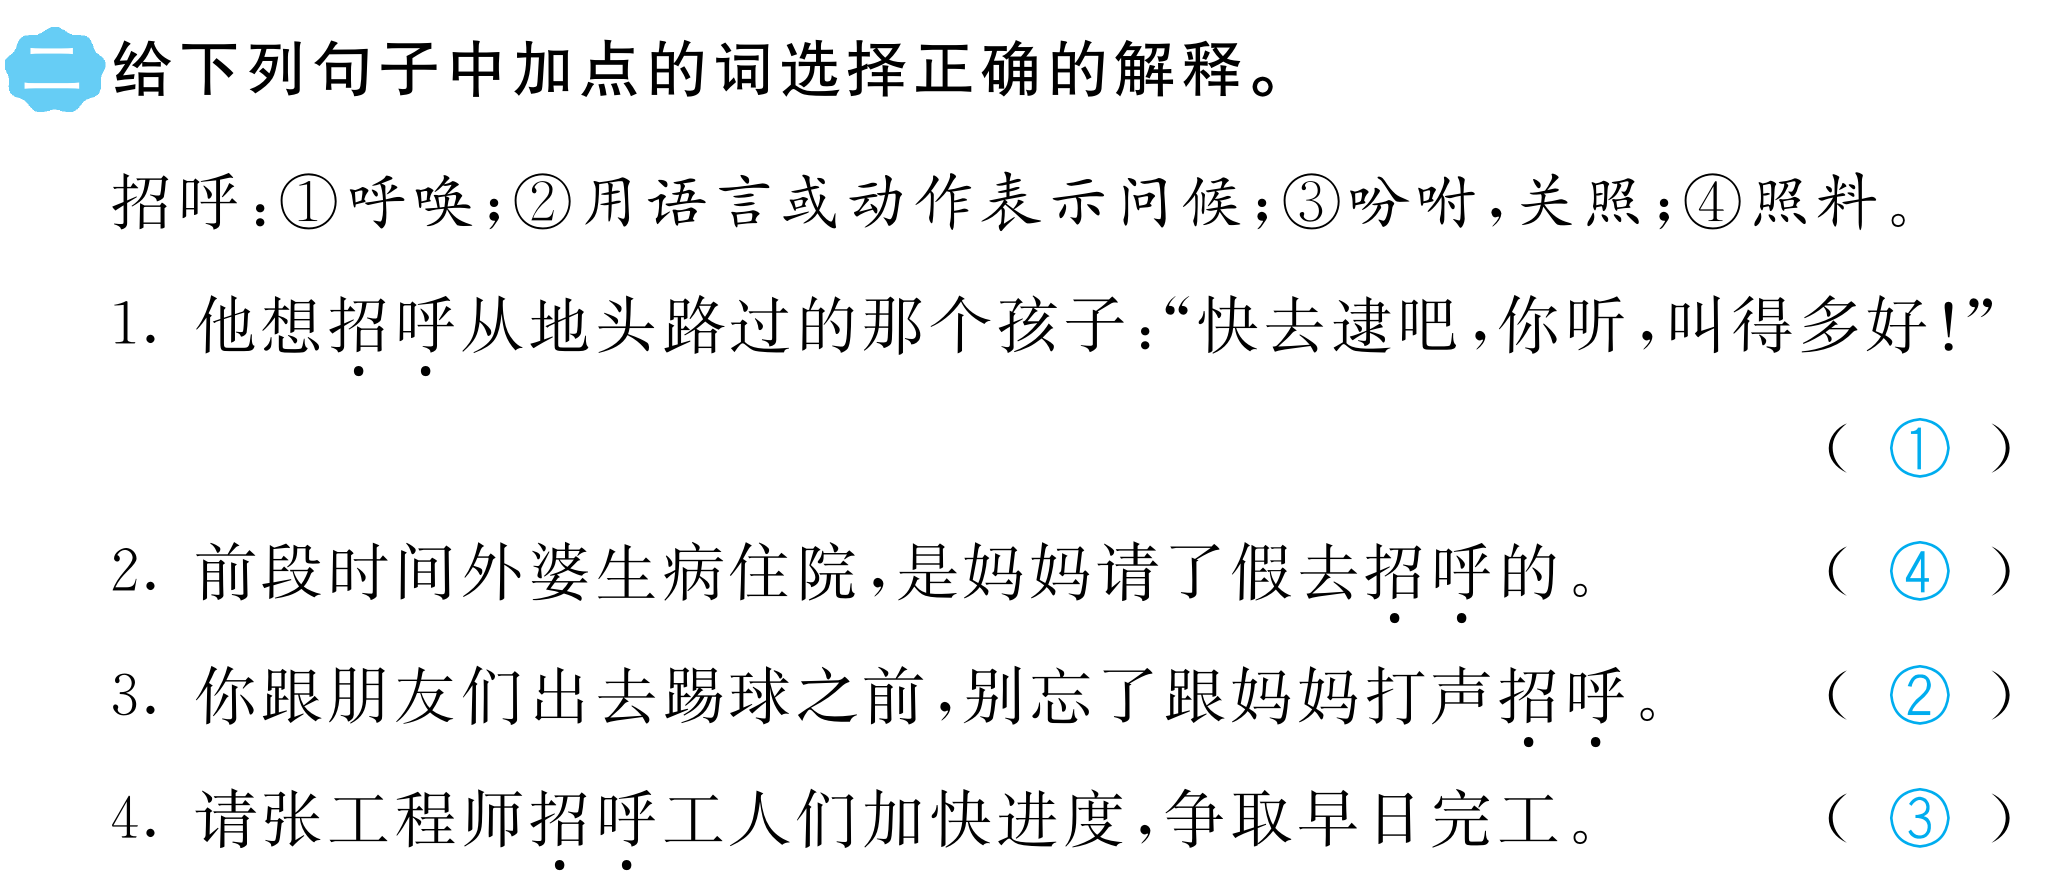 二 给下列句子中加点的词选择正确的解释。
招呼:①呼唤;②用语言或动作表示问候;③吩咐,关照;④照料。
1. 他想招呼从地头路过的那个孩子:“快去逮吧,你听,叫得多好!”
( ① )
2. 前段时间外婆生病住院,是妈妈请了假去招呼的。 ( ④ )
3. 你跟朋友们出去踢球之前,别忘了跟妈妈打声招呼。 ( ② )
4. 请张工程师招呼工人们加快进度,争取早日完工。 ( ③ )